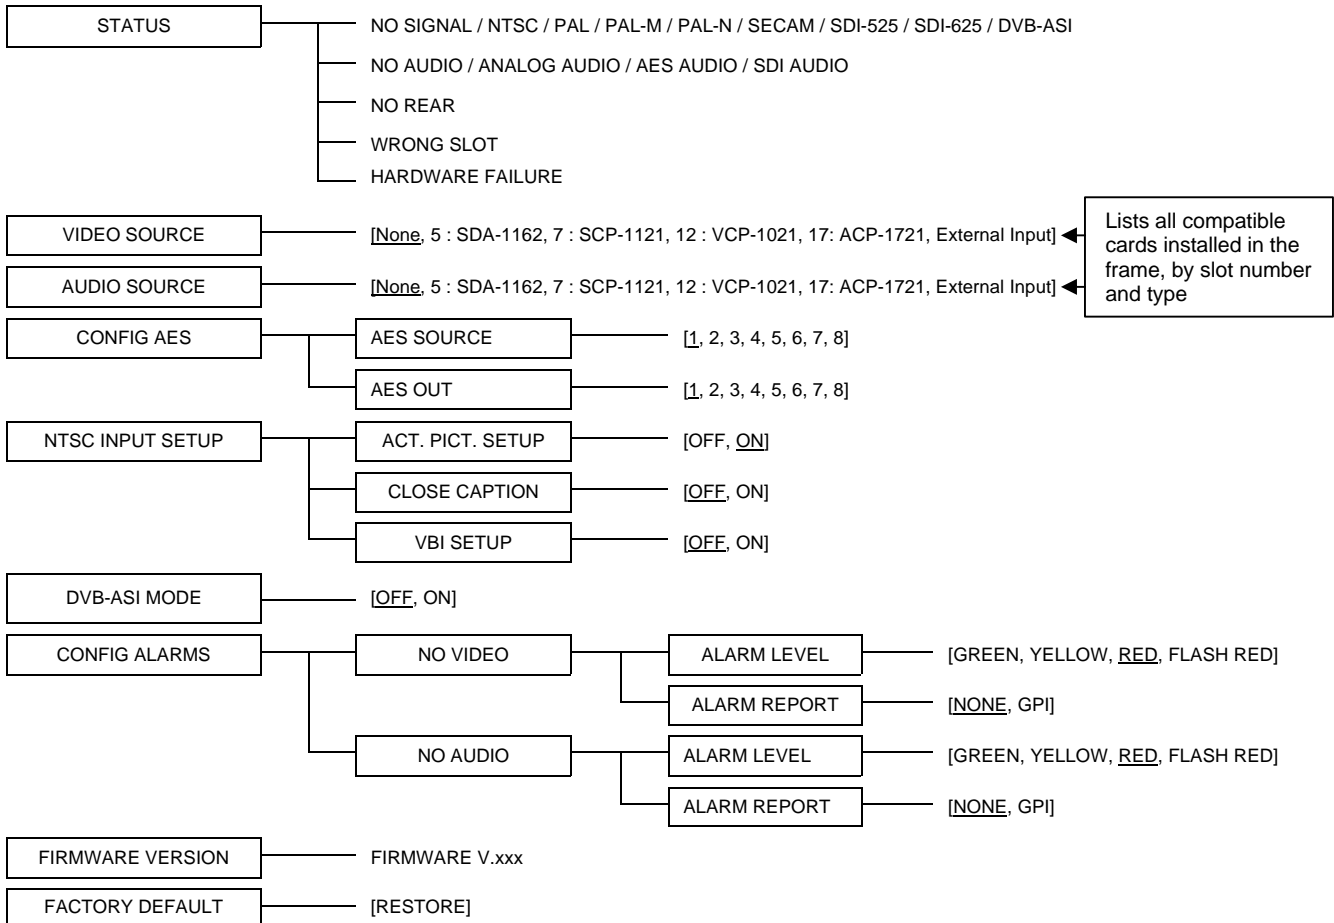 STATUS
NO SIGNAL / NTSC / PAL / PAL-M / PAL-N / SECAM / SDI-525 / SDI-625 / DVB-ASI
NO AUDIO / ANALOG AUDIO / AES AUDIO / SDI AUDIO
NO REAR
WRONG SLOT
HARDWARE FAILURE
VIDEO SOURCE
[None, 5 : SDA-1162, 7 : SCP-1121, 12 : VCP-1021, 17: ACP-1721, External Input]
AUDIO SOURCE
[None, 5 : SDA-1162, 7 : SCP-1121, 12 : VCP-1021, 17: ACP-1721, External Input]
Lists all compatible
cards installed in the
frame, by slot number
and type
CONFIG AES
AES SOURCE
[1, 2, 3, 4, 5, 6, 7, 8]
AES OUT
[1, 2, 3, 4, 5, 6, 7, 8]
NTSC INPUT SETUP
ACT. PICT. SETUP
[OFF, ON]
CLOSE CAPTION
[OFF, ON]
VBI SETUP
[OFF, ON]
DVB-ASI MODE
[OFF, ON]
CONFIG ALARMS
NO VIDEO
ALARM LEVEL
[GREEN, YELLOW, RED, FLASH RED]
ALARM REPORT
[NONE, GPI]
NO AUDIO
ALARM LEVEL
[GREEN, YELLOW, RED, FLASH RED]
ALARM REPORT
[NONE, GPI]
FIRMWARE VERSION
FIRMWARE V.xxx
FACTORY DEFAULT
[RESTORE]